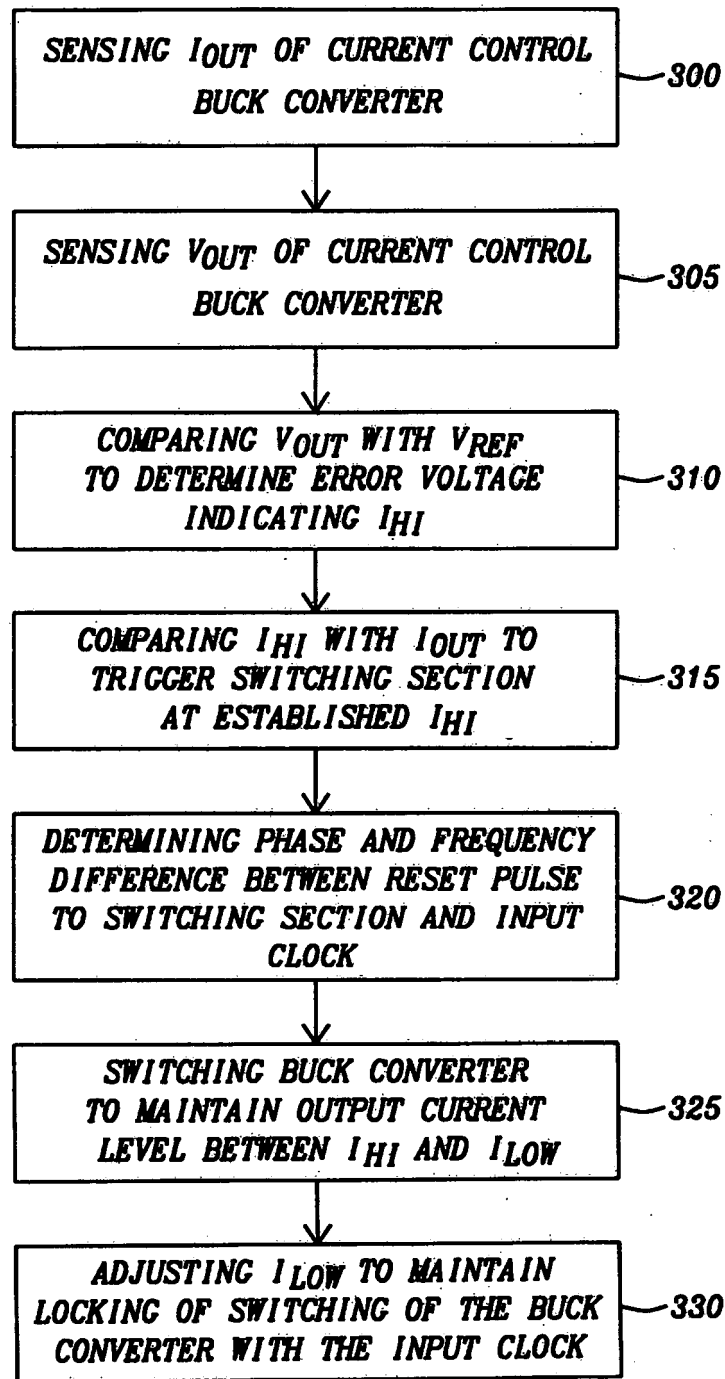 SENSING IOUT OF CURRENT CONTROL
BUCK CONVERTER
300
SENSING VOUT OF CURRENT CONTROL
BUCK CONVERTER
305
COMPARING VOUT WITH VREF
TO DETERMINE ERROR VOLTAGE
INDICATING IHI
310
COMPARING IHI WITH IOUT TO
TRIGGER SWITCHING SECTION
AT ESTABLISHED IHI
315
DETERMINING PHASE AND FREQUENCY
DIFFERENCE BETWEEN RESET PULSE
TO SWITCHING SECTION AND INPUT
CLOCK
320
SWITCHING BUCK CONVERTER
TO MAINTAIN OUTPUT CURRENT
LEVEL BETWEEN IHI AND ILOW
325
ADJUSTING ILOW TO MAINTAIN
LOCKING OF SWITCHING OF THE BUCK
CONVERTER WITH THE INPUT CLOCK
330